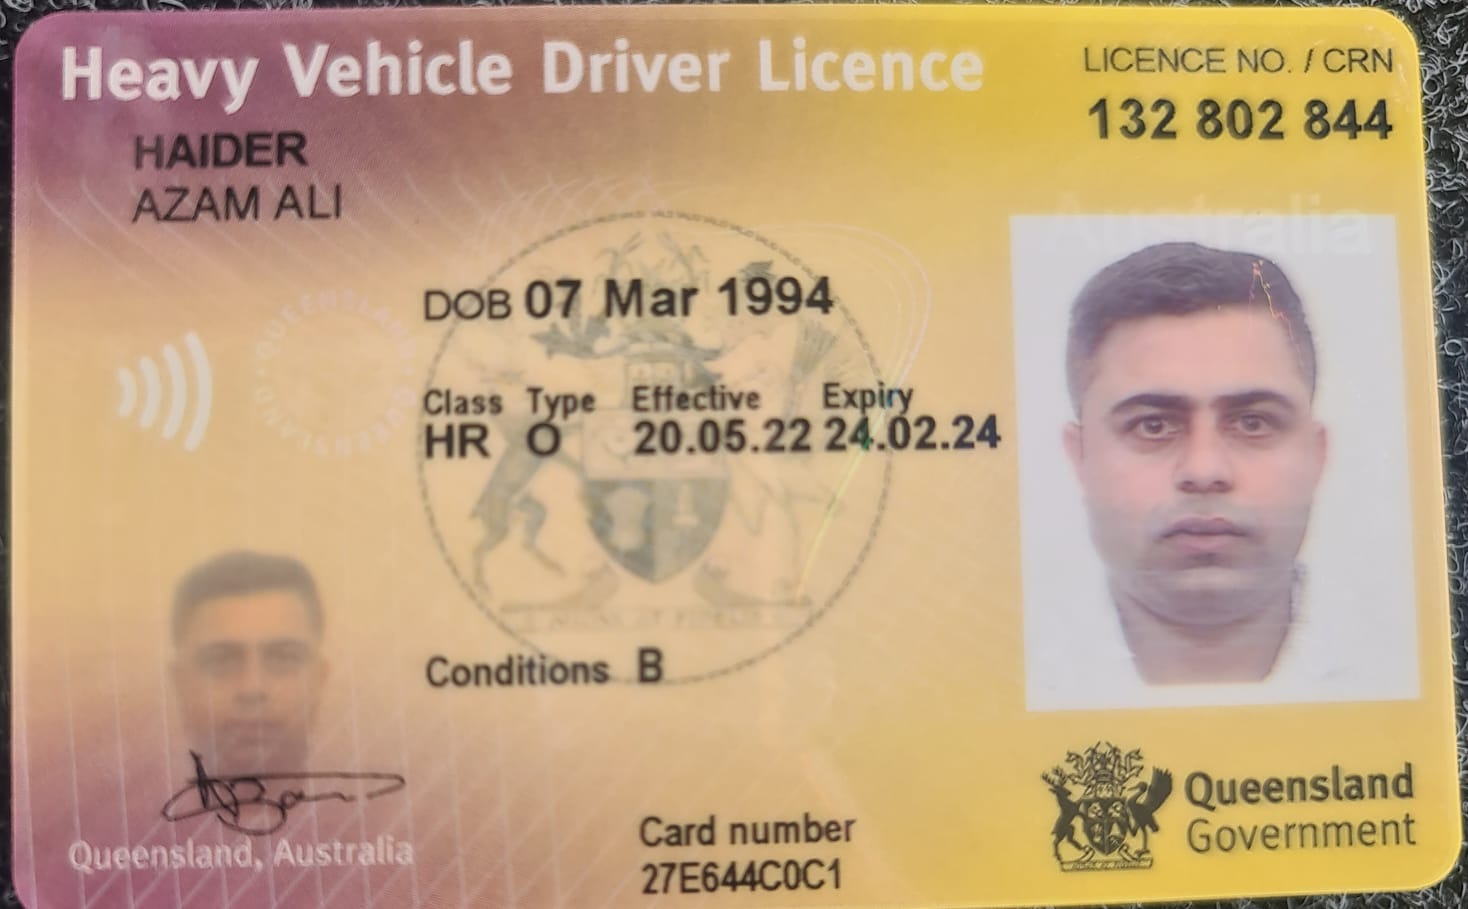 Heavy Vehicle Driver Licence
LICENCE NO. / CRN
132 802 844
HAIDER
AZAM ALI
Australia
DOB 07 Mar 1994
Class Type Effective Expiry
HR O 20.05.22 24.02.24
Conditions B
Queensland, Australia
Card number
27E644C0C1
Queensland
Government